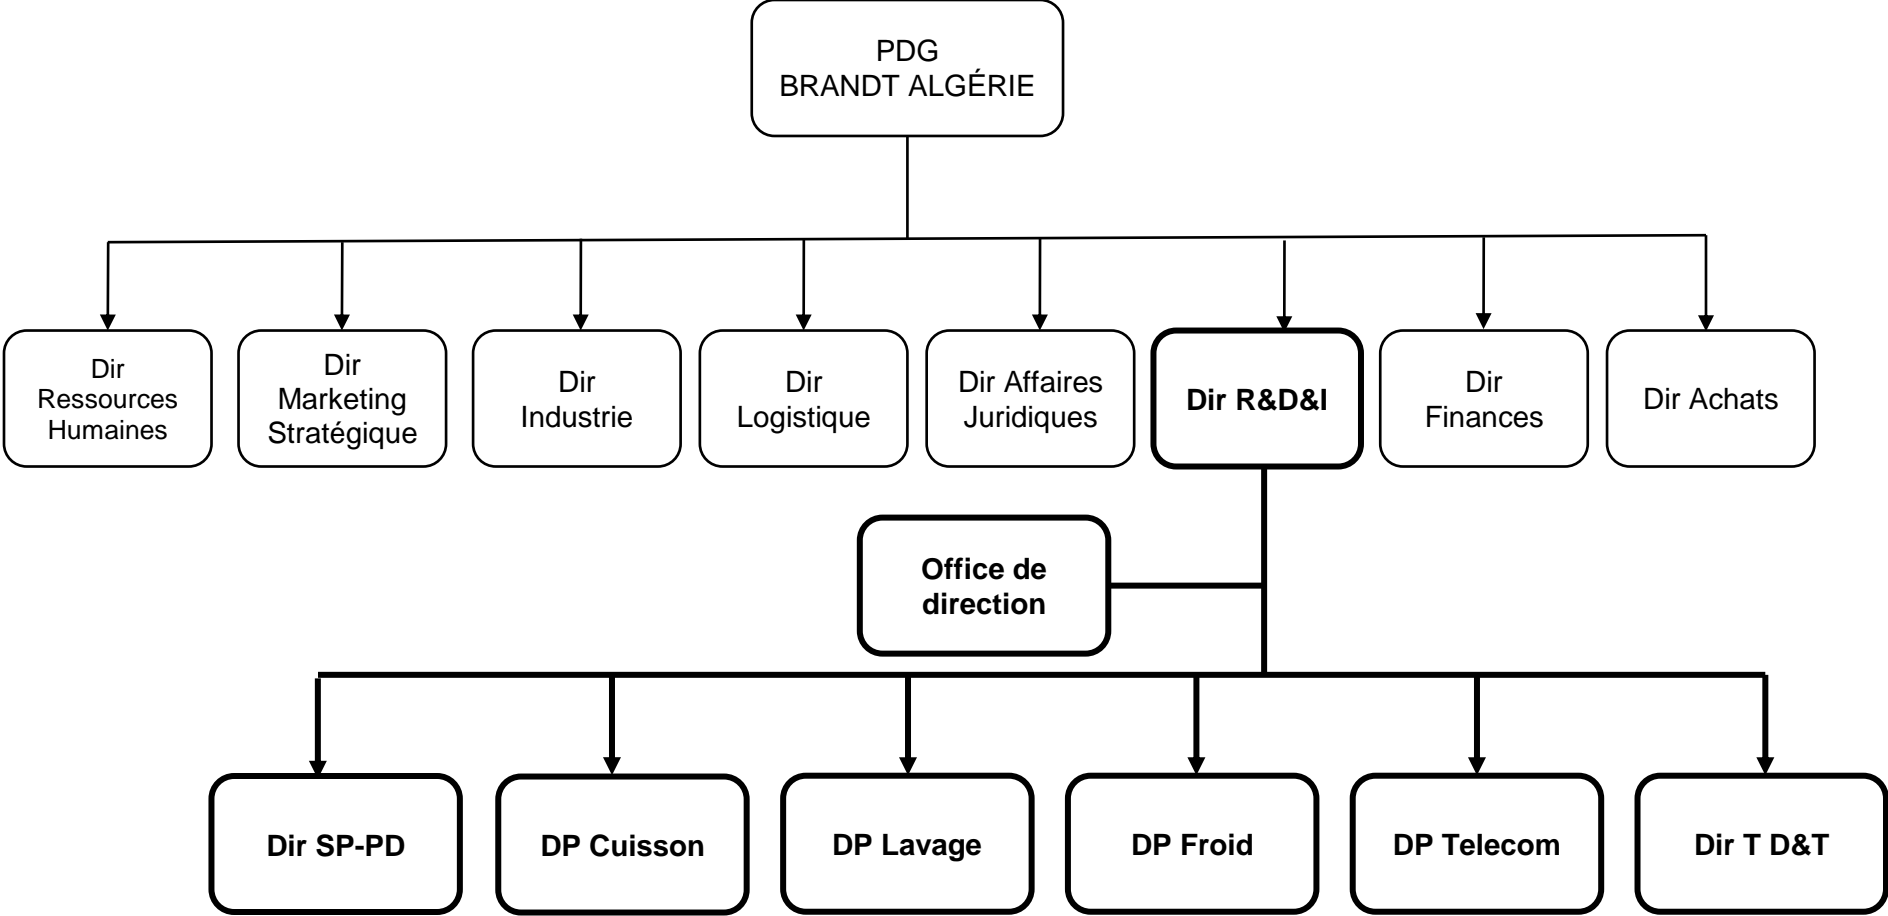 PDG
BRANDT ALGÉRIE
Dir
Ressources
Humaines
Dir
Marketing
Stratégique
Dir
Industrie
Dir
Logistique
Dir Affaires
Juridiques
Dir R&D&I
Dir
Finances
Dir Achats
Office de
direction
Dir SP-PD
DP Cuisson
DP Lavage
DP Froid
DP Telecom
Dir T D&T